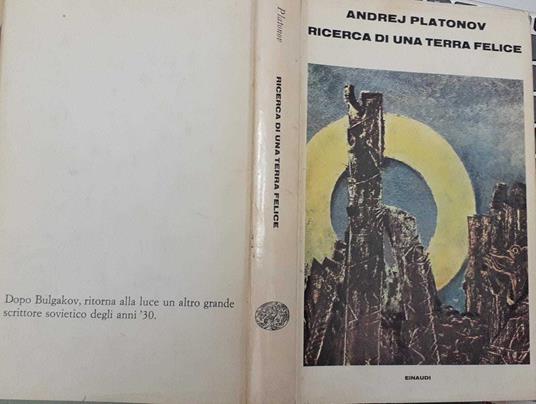 ANDREJ PLATONOV
RICERCA DI UNA TERRA FELICE
EINAUDI
Platonov
RICERCA DI UNA TERRA FELICE
Dopo Bulgakov, ritorna alla luce un altro grande
scrittore sovietico degli anni '30.